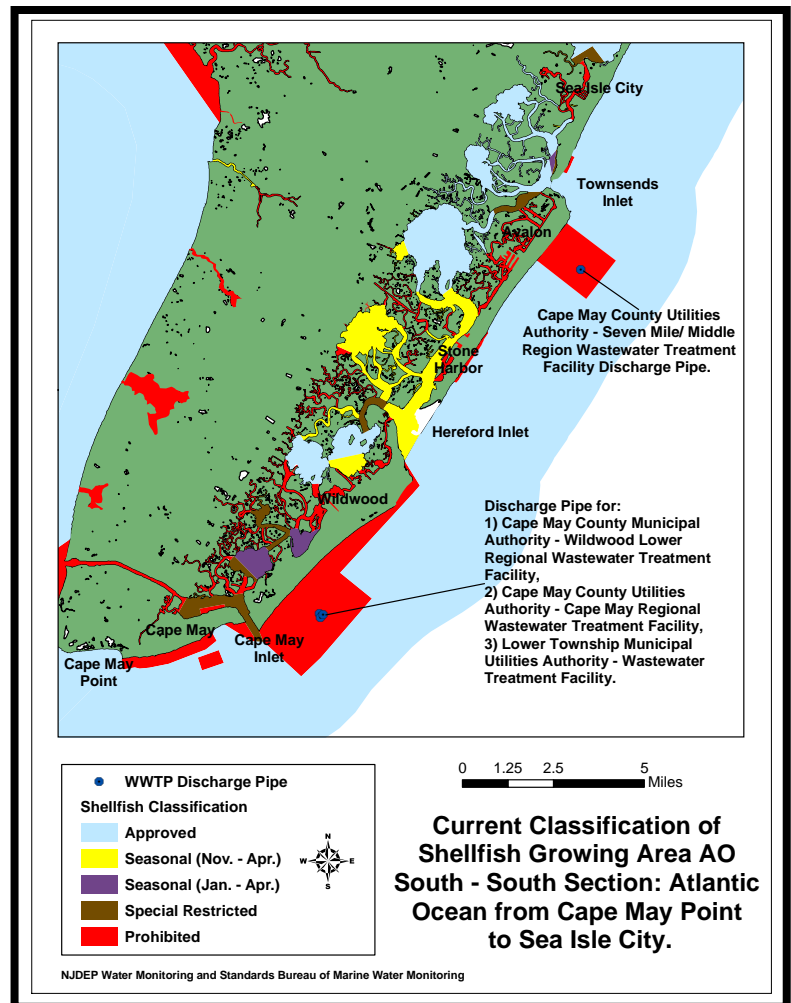 Sea Isle City
Townsends
Inlet
Avalon
Cape May County Utilities
Authority - Seven Mile/ Middle
Region Wastewater Treatment
Facility Discharge Pipe.
Stone
Harbor
Hereford Inlet
Wildwood
Discharge Pipe for:
1) Cape May County Municipal
Authority - Wildwood Lower
Regional Wastewater Treatment
Facility,
2) Cape May County Utilities
Authority - Cape May Regional
Wastewater Treatment Facility,
3) Lower Township Municipal
Utilities Authority - Wastewater
Treatment Facility.
Cape May
Cape May
Inlet
Cape May
Point
WWTP Discharge Pipe
Shellfish Classification
Approved
Seasonal (Nov. - Apr.)
Seasonal (Jan. - Apr.)
Special Restricted
Prohibited
N
W E
S
0 1.25 2.5 5
Miles
Current Classification of
Shellfish Growing Area AO
South - South Section: Atlantic
Ocean from Cape May Point
to Sea Isle City.
NJDEP Water Monitoring and Standards Bureau of Marine Water Monitoring